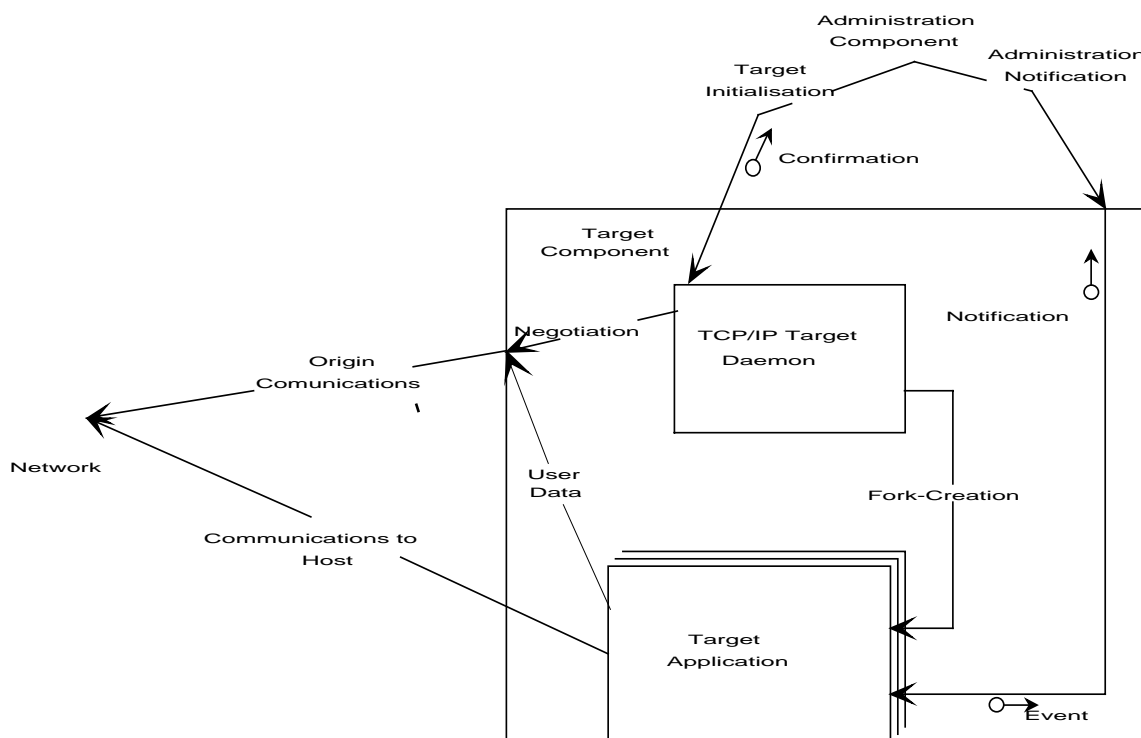 Administration
Component
Administration
Notification
Target
Initialisation
Confirmation
Target
Component
Negotiation
TCP/IP Target
Daemon
Notification
Origin
Comunications
Network
User
Data
Fork-Creation
Communications to
Host
Target
Application
Event